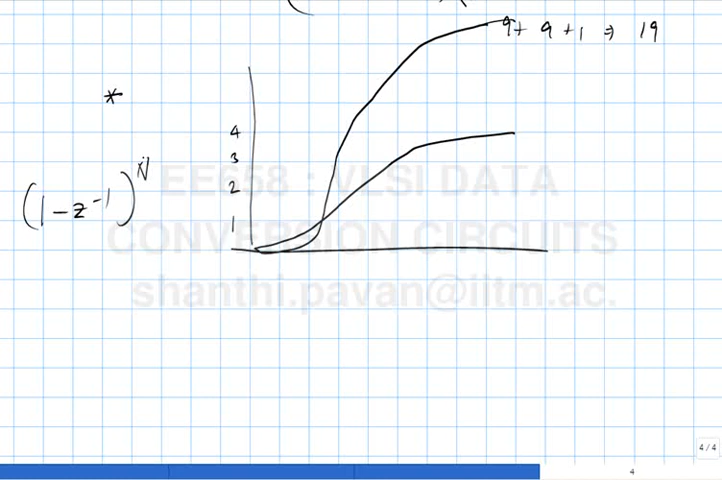 9 + 9 + 1 ⇒ 19
*
4
3
2
1
(1 - z⁻¹)ᴺ
EE658 : VLSI DATA
CONVERSION CIRCUITS
shanthi.pavan@iitm.ac.
4/4
4